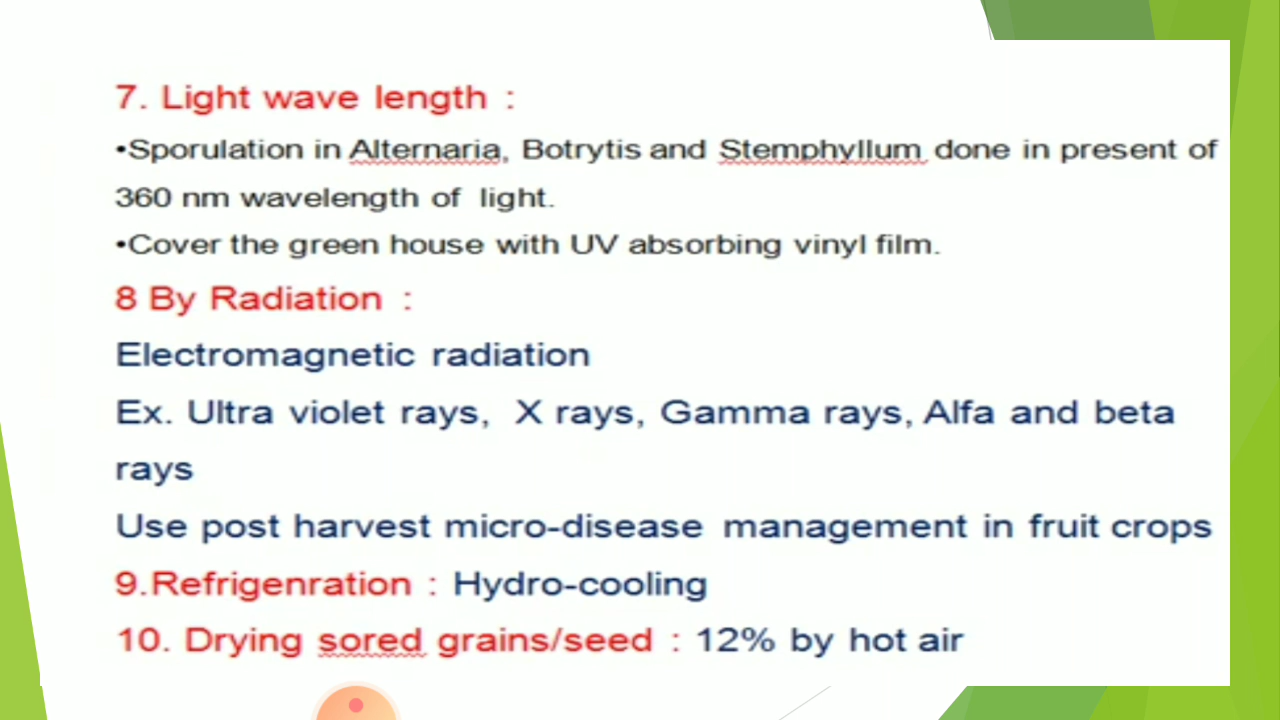 7. Light wave length :
•Sporulation in Alternaria, Botrytis and Stemphyllum done in present of
360 nm wavelength of light.
•Cover the green house with UV absorbing vinyl film.
8 By Radiation :
Electromagnetic radiation
Ex. Ultra violet rays, X rays, Gamma rays, Alfa and beta
rays
Use post harvest micro-disease management in fruit crops
9.Refrigenration : Hydro-cooling
10. Drying sored grains/seed : 12% by hot air